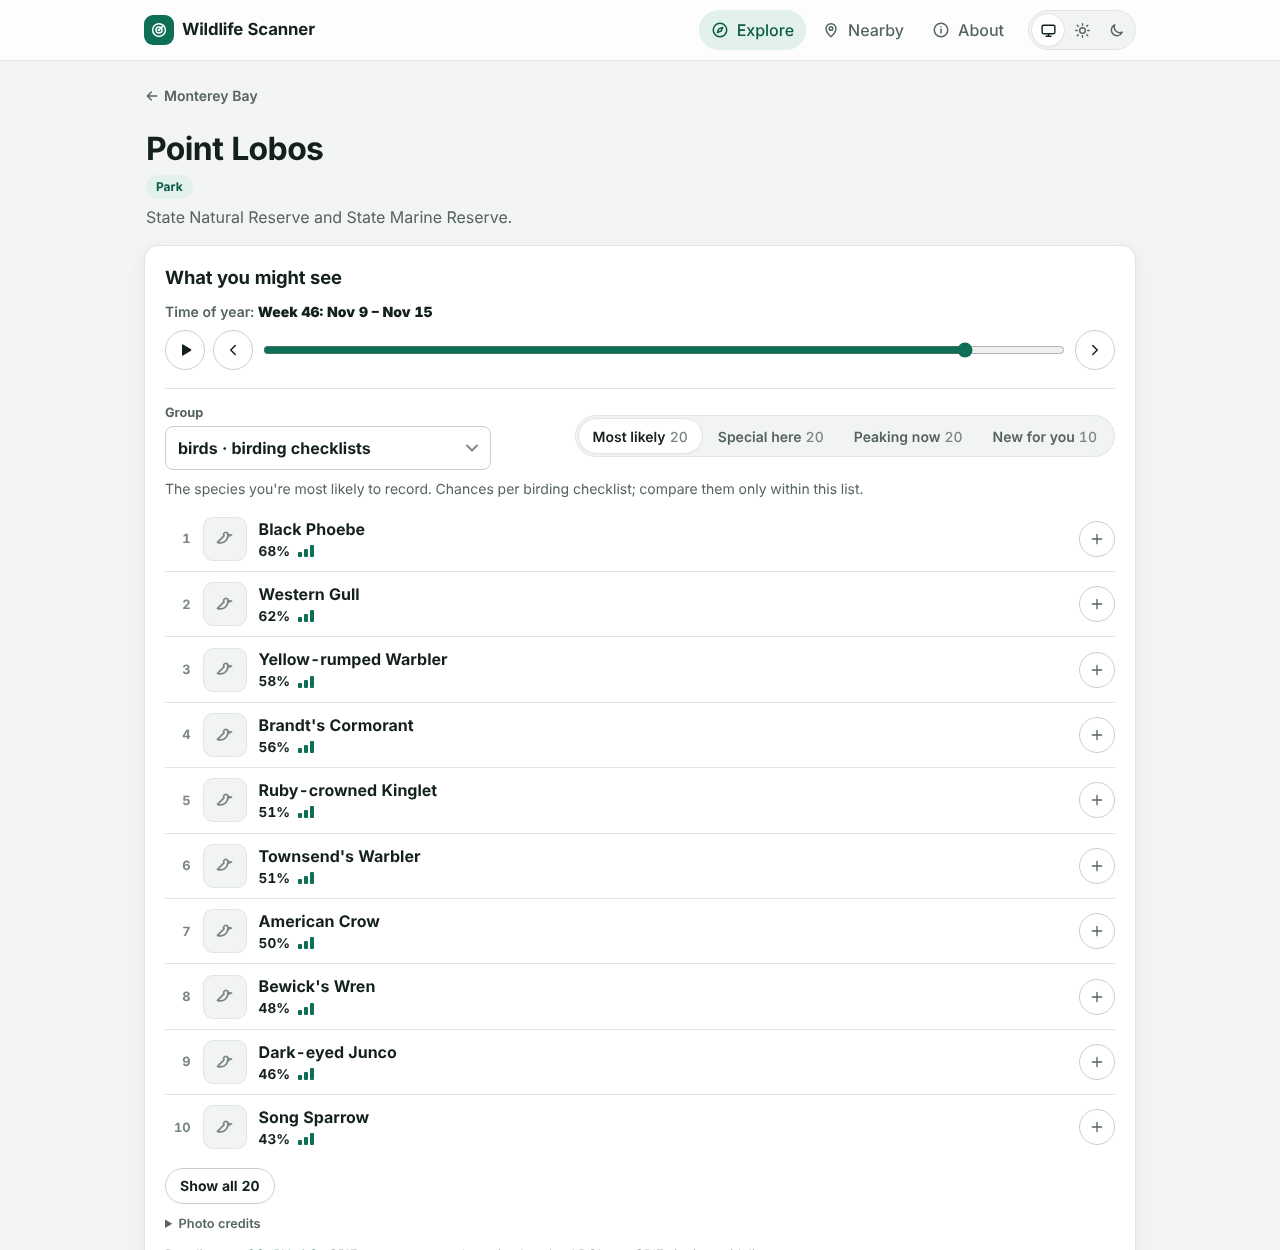 Wildlife Scanner
Explore
Nearby
About
← Monterey Bay
Point Lobos
Park
State Natural Reserve and State Marine Reserve.
What you might see
Time of year: Week 46: Nov 9 – Nov 15
Group
birds · birding checklists
Most likely 20
Special here 20
Peaking now 20
New for you 10
The species you're most likely to record. Chances per birding checklist; compare them only within this list.
1
Black Phoebe
68%
2
Western Gull
62%
3
Yellow-rumped Warbler
58%
4
Brandt's Cormorant
56%
5
Ruby-crowned Kinglet
51%
6
Townsend's Warbler
51%
7
American Crow
50%
8
Bewick's Wren
48%
9
Dark-eyed Junco
46%
10
Song Sparrow
43%
Show all 20
Photo credits